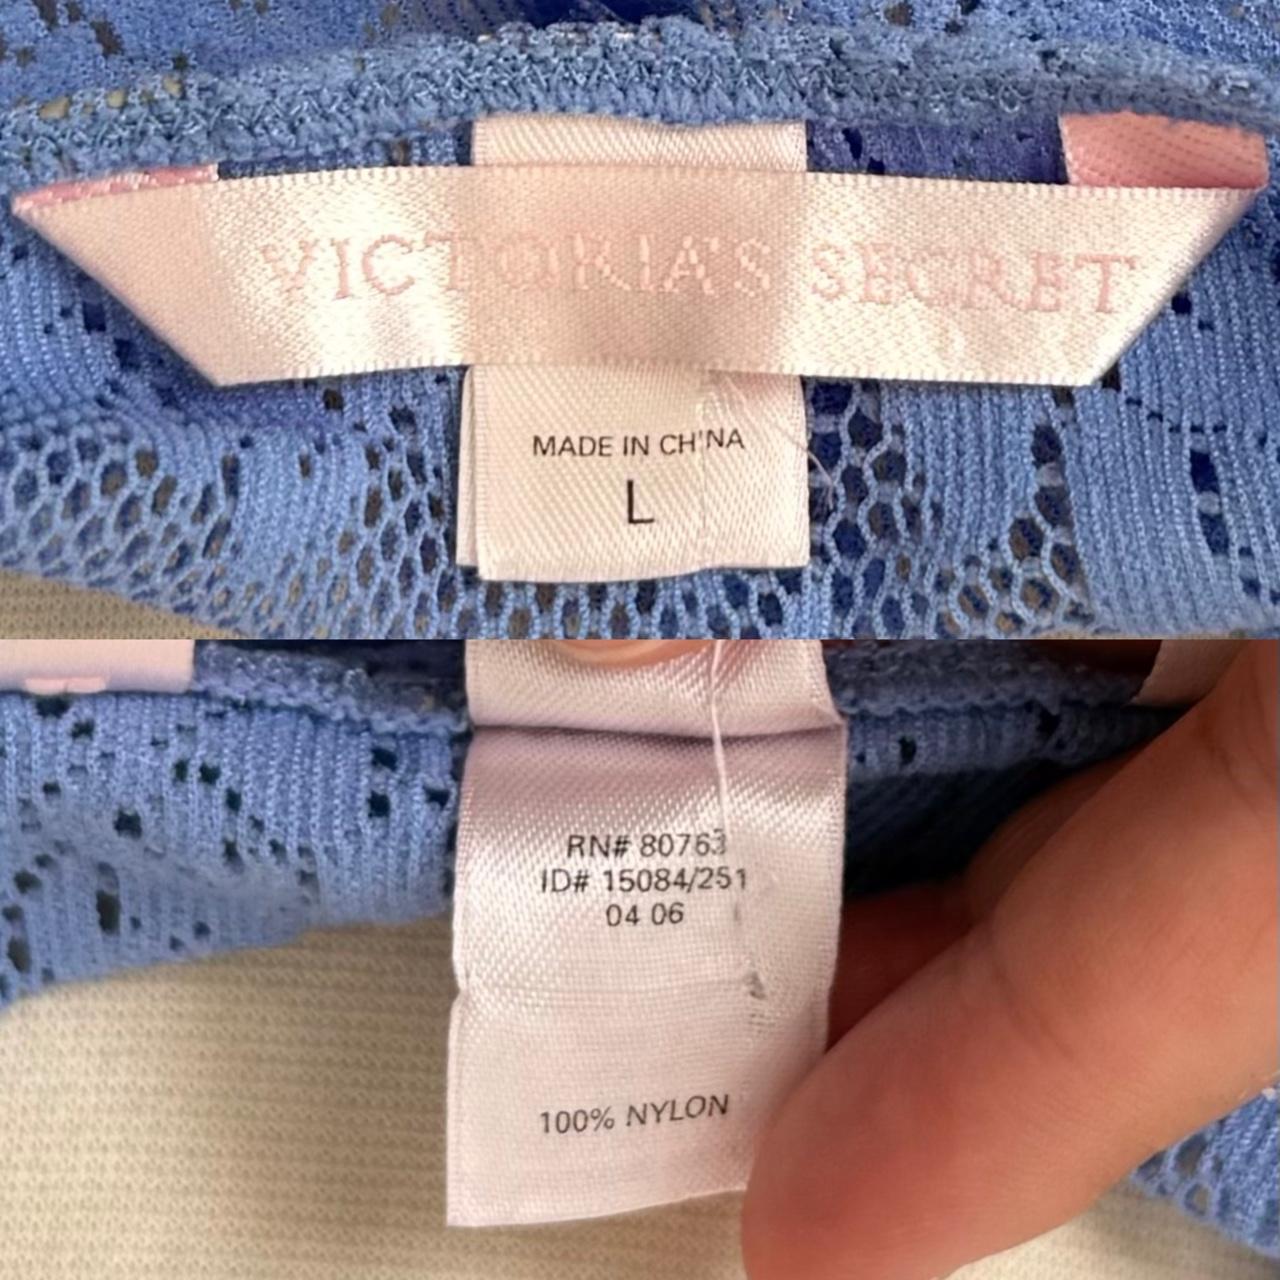 VICTORIA'S SECRET
MADE IN CHINA
L
RN# 80763
ID# 15084/251
04 06
100% NYLON